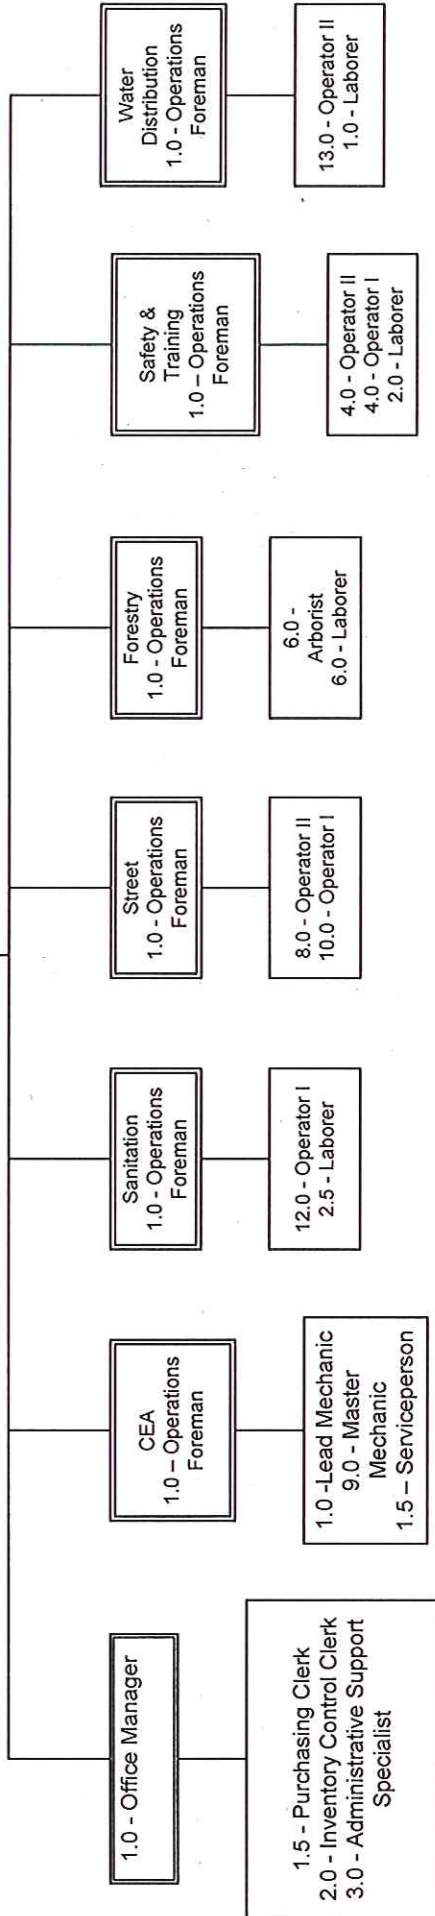 1.0 - Office Manager
1.5 - Purchasing Clerk
2.0 - Inventory Control Clerk
3.0 - Administrative Support
Specialist
CEA
1.0 – Operations
Foreman
1.0 -Lead Mechanic
9.0 - Master
Mechanic
1.5 – Serviceperson
Sanitation
1.0 - Operations
Foreman
12.0 - Operator I
2.5 - Laborer
Street
1.0 - Operations
Foreman
8.0 - Operator II
10.0 - Operator I
Forestry
1.0 - Operations
Foreman
6.0 -
Arborist
6.0 - Laborer
Safety &
Training
1.0 – Operations
Foreman
4.0 - Operator II
4.0 - Operator I
2.0 - Laborer
Water
Distribution
1.0 - Operations
Foreman
13.0 - Operator II
1.0 - Laborer